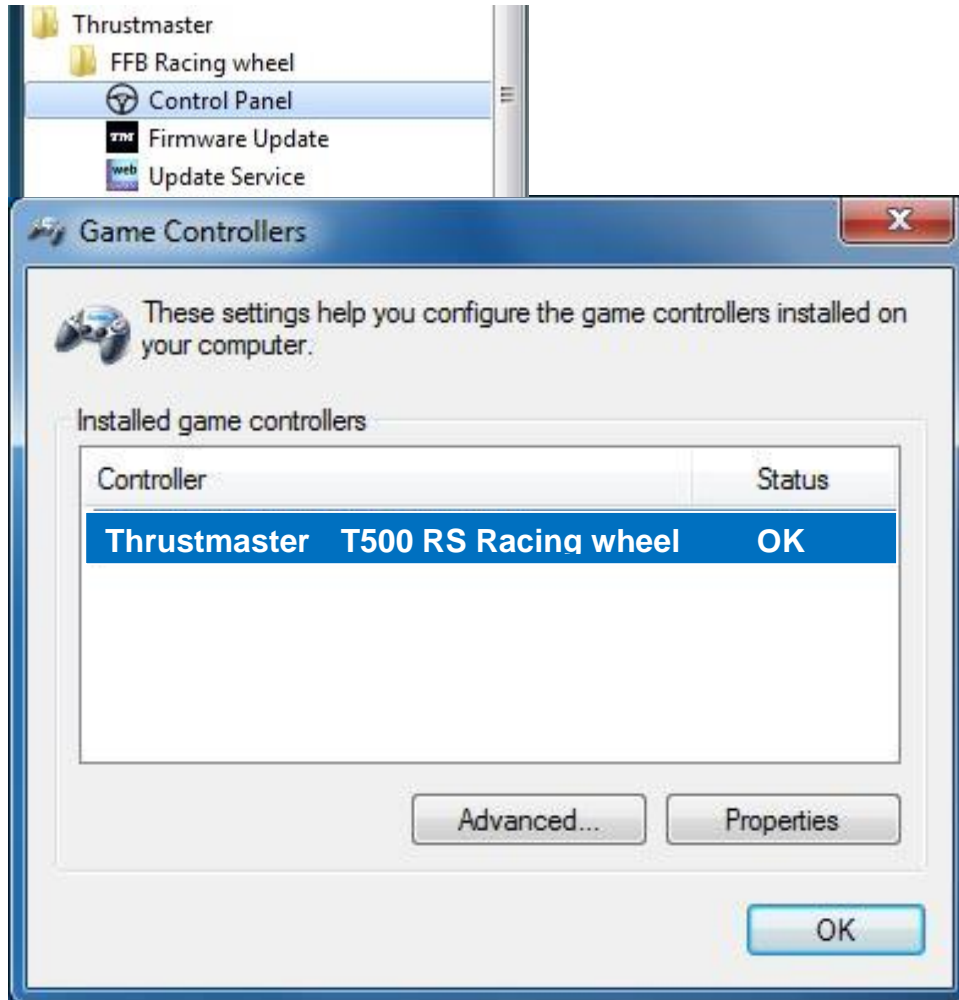 Thrustmaster
FFB Racing wheel
Control Panel
TM Firmware Update
web Update Service
Game Controllers
These settings help you configure the game controllers installed on
your computer.
Installed game controllers
Controller Status
Thrustmaster T500 RS Racing wheel OK
Advanced... Properties
OK